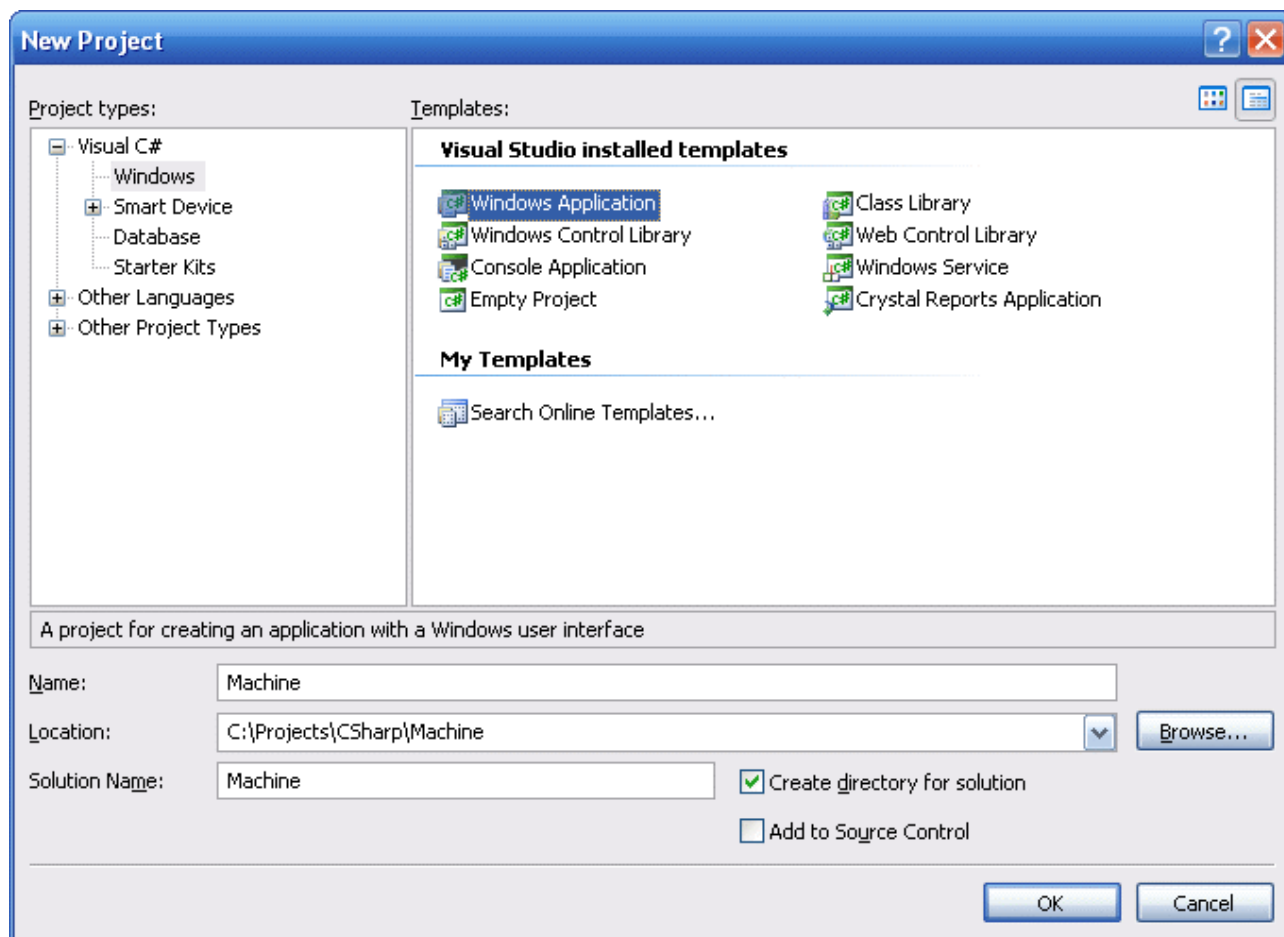 New Project
Project types:
Templates:
Visual C#
Windows
Smart Device
Database
Starter Kits
Other Languages
Other Project Types
Visual Studio installed templates
Windows Application
Class Library
Windows Control Library
Web Control Library
Console Application
Windows Service
Empty Project
Crystal Reports Application
My Templates
Search Online Templates...
A project for creating an application with a Windows user interface
Name:
Machine
Location:
C:\Projects\CSharp\Machine
Browse...
Solution Name:
Machine
Create directory for solution
Add to Source Control
OK
Cancel